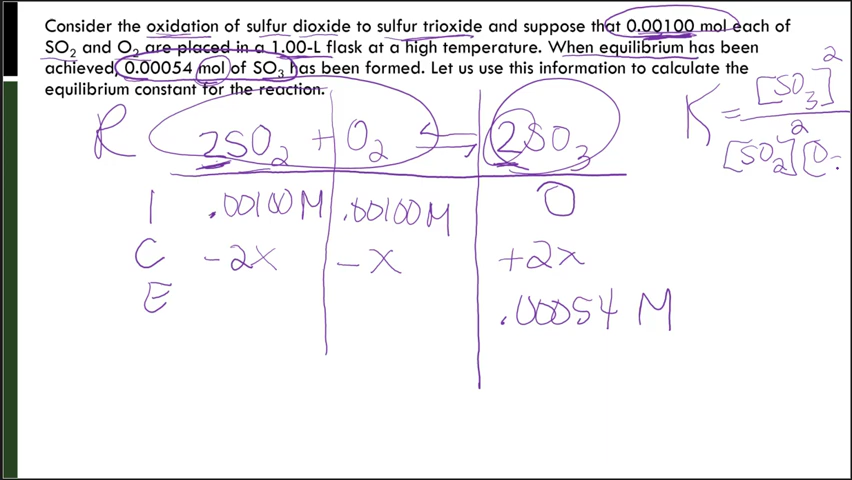 Consider the oxidation of sulfur dioxide to sulfur trioxide and suppose that 0.00100 mol each of
SO₂ and O₂ are placed in a 1.00-L flask at a high temperature. When equilibrium has been
achieved, 0.00054 mol of SO₃ has been formed. Let us use this information to calculate the
equilibrium constant for the reaction.
K = [SO₃]² / [SO₂]² [O₂
R 2SO₂ + O₂ ⇌ 2SO₃
I .00100 M .00100 M 0
C -2x -x +2x
E .00054 M